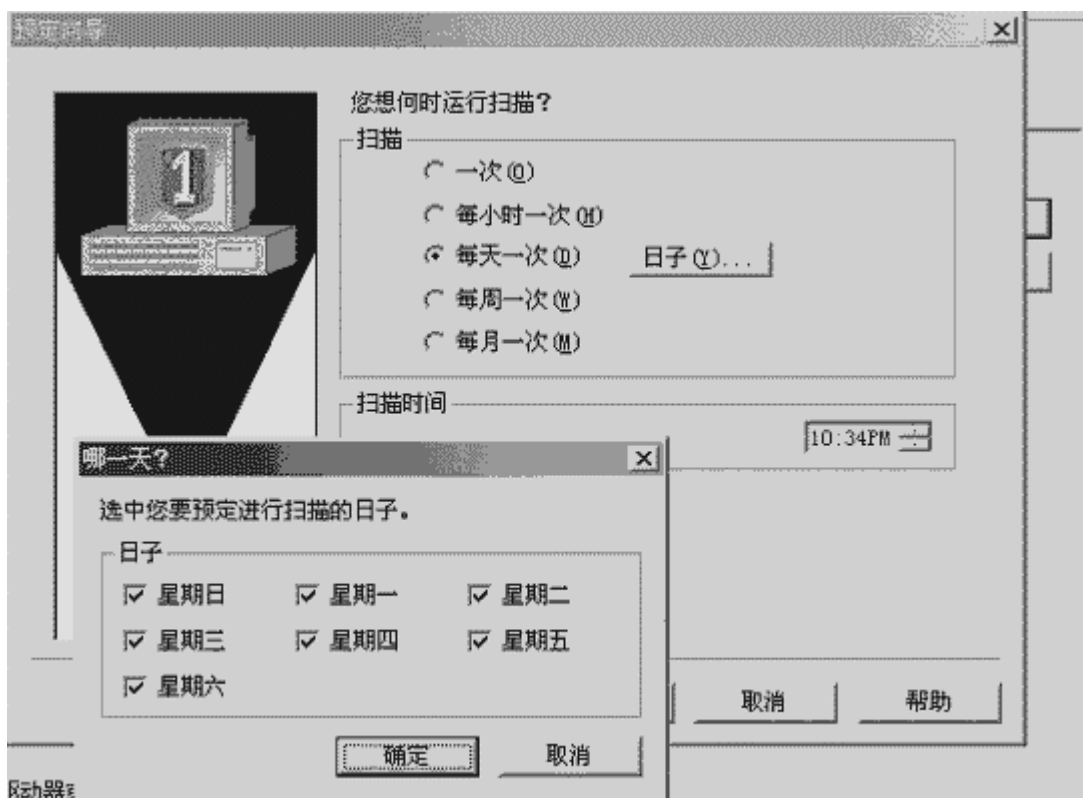 预定向导
您想何时运行扫描?
扫描
一次(O)
每小时一次(H)
每天一次(D) 日子(Y)...
每周一次(W)
每月一次(M)
扫描时间
10:34PM
哪一天?
选中您要预定进行扫描的日子。
日子
星期日 星期一 星期二
星期三 星期四 星期五
星期六
取消 帮助
确定 取消